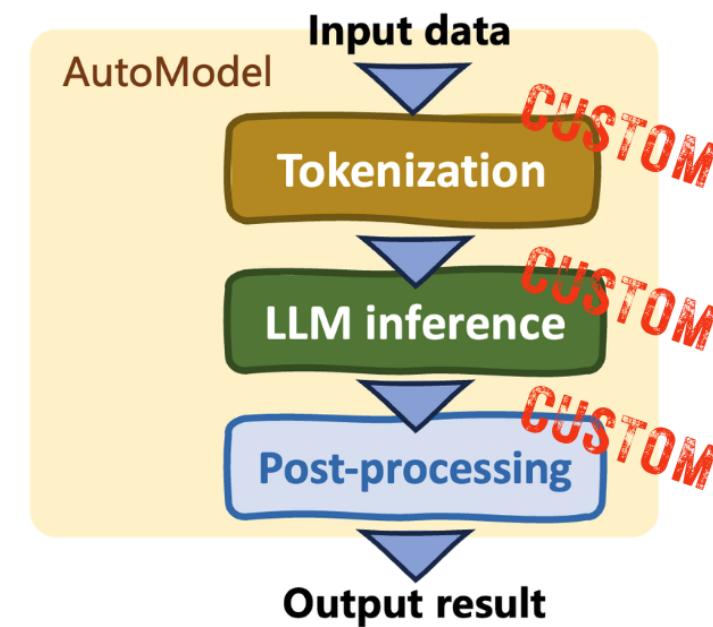 Input data
AutoModel
CUSTOM
Tokenization
CUSTOM
LLM inference
CUSTOM
Post-processing
Output result